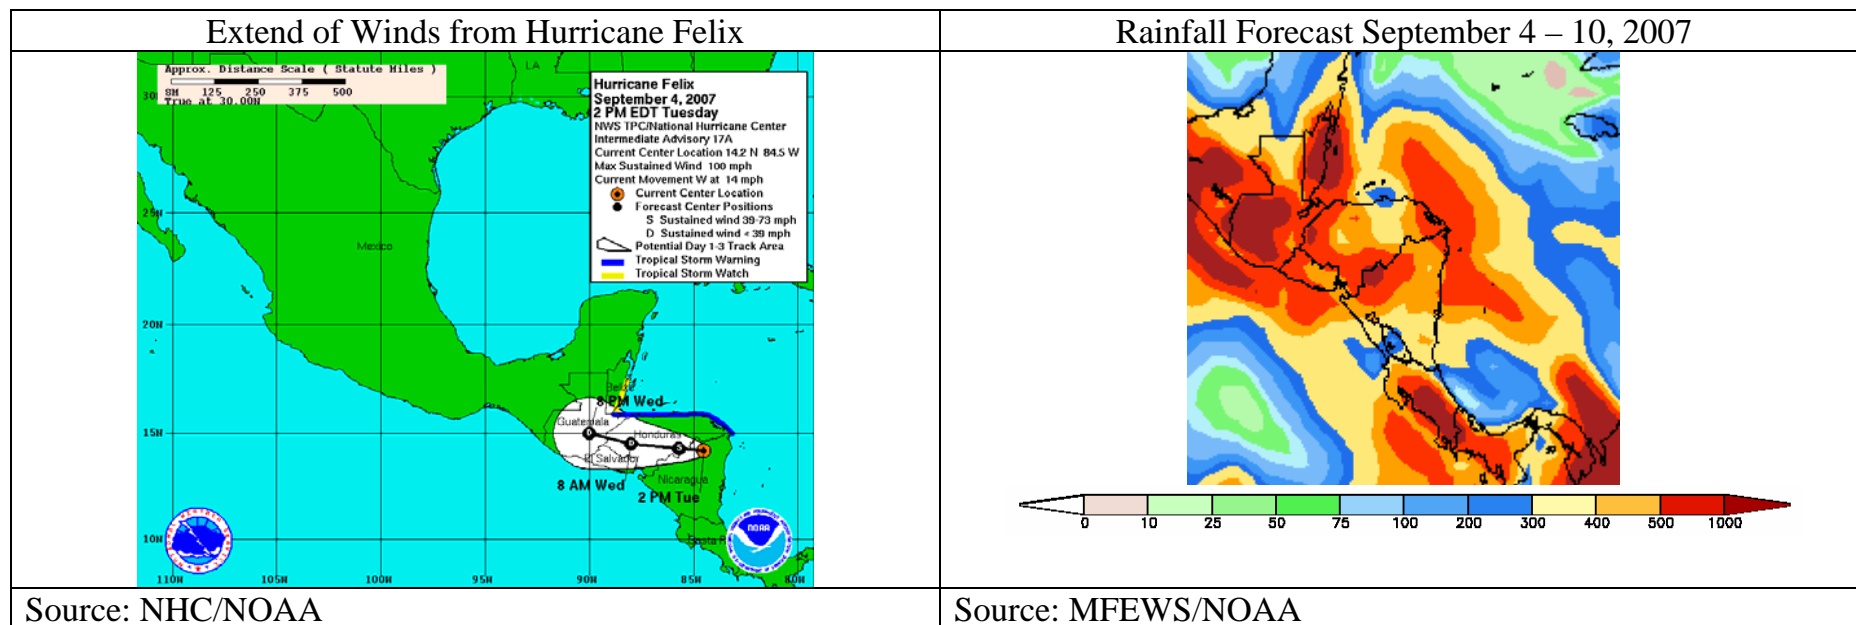 Extend of Winds from Hurricane Felix
Rainfall Forecast September 4 – 10, 2007
Approx. Distance Scale ( Statute Miles )
SM 125 250 375 500
True at 30.00N
Hurricane Felix
September 4, 2007
2 PM EDT Tuesday
NWS TPC/National Hurricane Center
Intermediate Advisory 17A
Current Center Location 14.2 N 84.5 W
Max Sustained Wind 100 mph
Current Movement W at 14 mph
Current Center Location
Forecast Center Positions
S Sustained wind 39-73 mph
D Sustained wind < 39 mph
Potential Day 1-3 Track Area
Tropical Storm Warning
Tropical Storm Watch
LA
30
25N
Mexico
20N
Belize
8 PM Wed
Guatemala
15N
Honduras
D D S
El Salvador
8 AM Wed
Nicaragua
2 PM Tue
NOAA
10N
Costa R
110W 105W 100W 95W 90W 85W 80W
0 10 25 50 75 100 200 300 400 500 1000
Source: NHC/NOAA
Source: MFEWS/NOAA